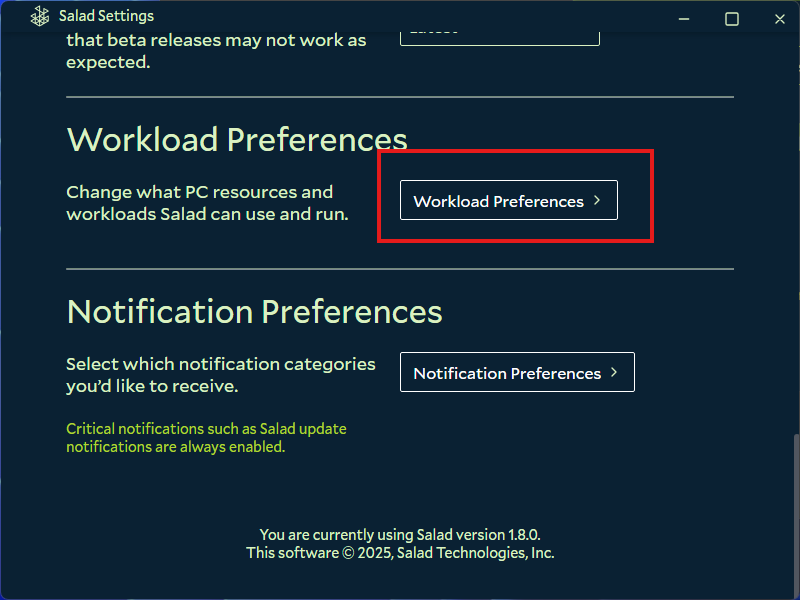 Salad Settings
that beta releases may not work as
expected.
Workload Preferences
Change what PC resources and
workloads Salad can use and run.
Workload Preferences
Notification Preferences
Select which notification categories
you’d like to receive.
Notification Preferences
Critical notifications such as Salad update
notifications are always enabled.
You are currently using Salad version 1.8.0.
This software © 2025, Salad Technologies, Inc.